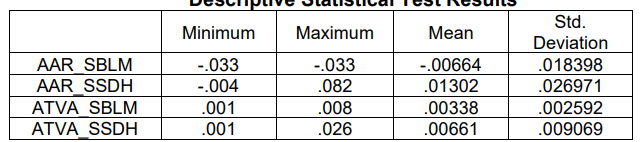 Descriptive Statistical Test Results
Minimum Maximum Mean Std. Deviation
AAR_SBLM -.033 -.033 -.00664 .018398
AAR_SSDH -.004 .082 .01302 .026971
ATVA_SBLM .001 .008 .00338 .002592
ATVA_SSDH .001 .026 .00661 .009069